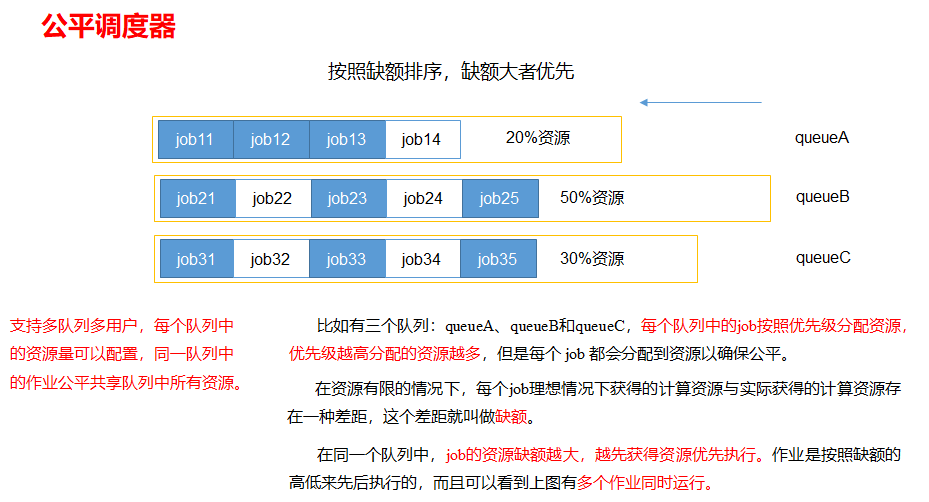 公平调度器
按照缺额排序，缺额大者优先
job11 job12 job13 job14 20%资源 queueA
job21 job22 job23 job24 job25 50%资源 queueB
job31 job32 job33 job34 job35 30%资源 queueC
支持多队列多用户，每个队列中
的资源量可以配置，同一队列中
的作业公平共享队列中所有资源。
比如有三个队列：queueA、queueB和queueC，每个队列中的job按照优先级分配资源，
优先级越高分配的资源越多，但是每个 job 都会分配到资源以确保公平。
在资源有限的情况下，每个job理想情况下获得的计算资源与实际获得的计算资源存
在一种差距，这个差距就叫做缺额。
在同一个队列中，job的资源缺额越大，越先获得资源优先执行。作业是按照缺额的
高低来先后执行的，而且可以看到上图有多个作业同时运行。